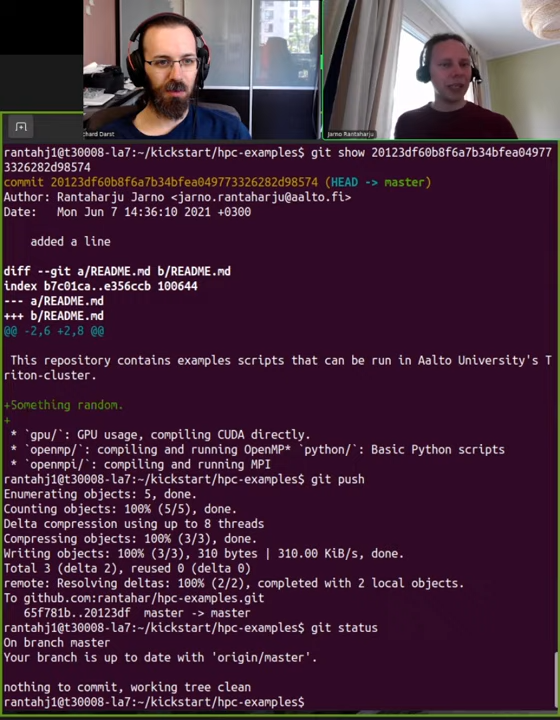 chard Darst
Jarno Rantaharju
rantahj1@t30008-la7:~/kickstart/hpc-examples$ git show 20123df60b8f6a7b34bfea04977
3326282d98574
commit 20123df60b8f6a7b34bfea049773326282d98574 (HEAD -> master)
Author: Rantaharju Jarno <jarno.rantaharju@aalto.fi>
Date:   Mon Jun 7 14:36:10 2021 +0300
    added a line
diff --git a/README.md b/README.md
index b7c01ca..e356ccb 100644
--- a/README.md
+++ b/README.md
@@ -2,6 +2,8 @@
 This repository contains examples scripts that can be run in Aalto University's T
riton-cluster.
+Something random.
+
 * `gpu/`: GPU usage, compiling CUDA directly.
 * `openmp/`: compiling and running OpenMP* `python/`: Basic Python scripts
 * `openmpi/`: compiling and running MPI
rantahj1@t30008-la7:~/kickstart/hpc-examples$ git push
Enumerating objects: 5, done.
Counting objects: 100% (5/5), done.
Delta compression using up to 8 threads
Compressing objects: 100% (3/3), done.
Writing objects: 100% (3/3), 310 bytes | 310.00 KiB/s, done.
Total 3 (delta 2), reused 0 (delta 0)
remote: Resolving deltas: 100% (2/2), completed with 2 local objects.
To github.com:rantahar/hpc-examples.git
   65f781b..20123df  master -> master
rantahj1@t30008-la7:~/kickstart/hpc-examples$ git status
On branch master
Your branch is up to date with 'origin/master'.
nothing to commit, working tree clean
rantahj1@t30008-la7:~/kickstart/hpc-examples$